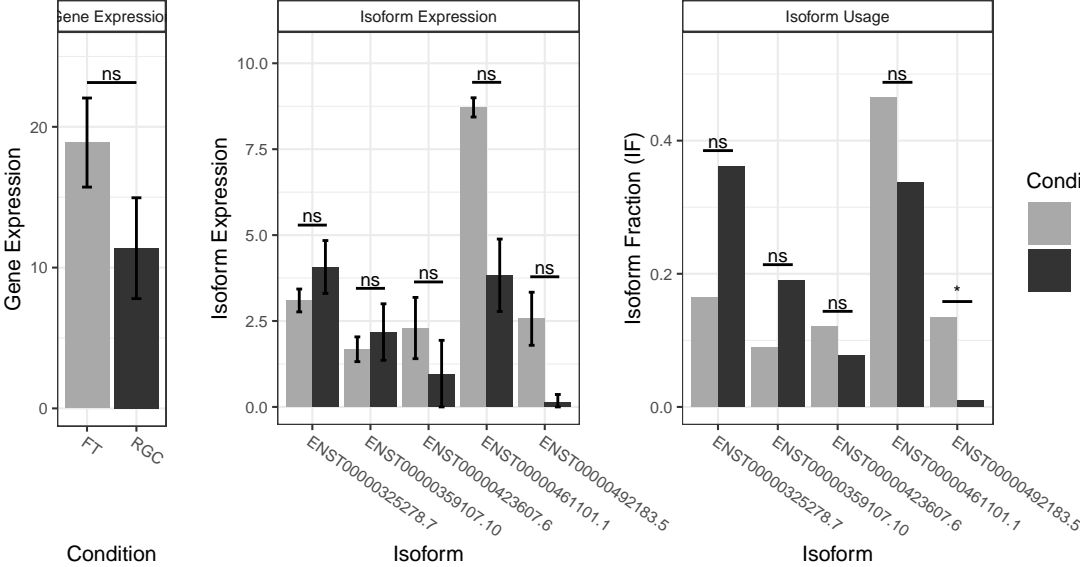 Gene Expression
Isoform Expression
Isoform Usage
Gene Expression
20
10
0
ns
FT
RGC
Condition
Isoform Expression
10.0
7.5
5.0
2.5
0.0
ns
ns
ns
ns
ns
ENST00000325278.7
ENST00000359107.10
ENST00000423607.6
ENST00000461101.1
ENST00000492183.5
Isoform
Isoform Fraction (IF)
0.4
0.2
0.0
ns
ns
ns
ns
*
ENST00000325278.7
ENST00000359107.10
ENST00000423607.6
ENST00000461101.1
ENST00000492183.5
Isoform
Condi